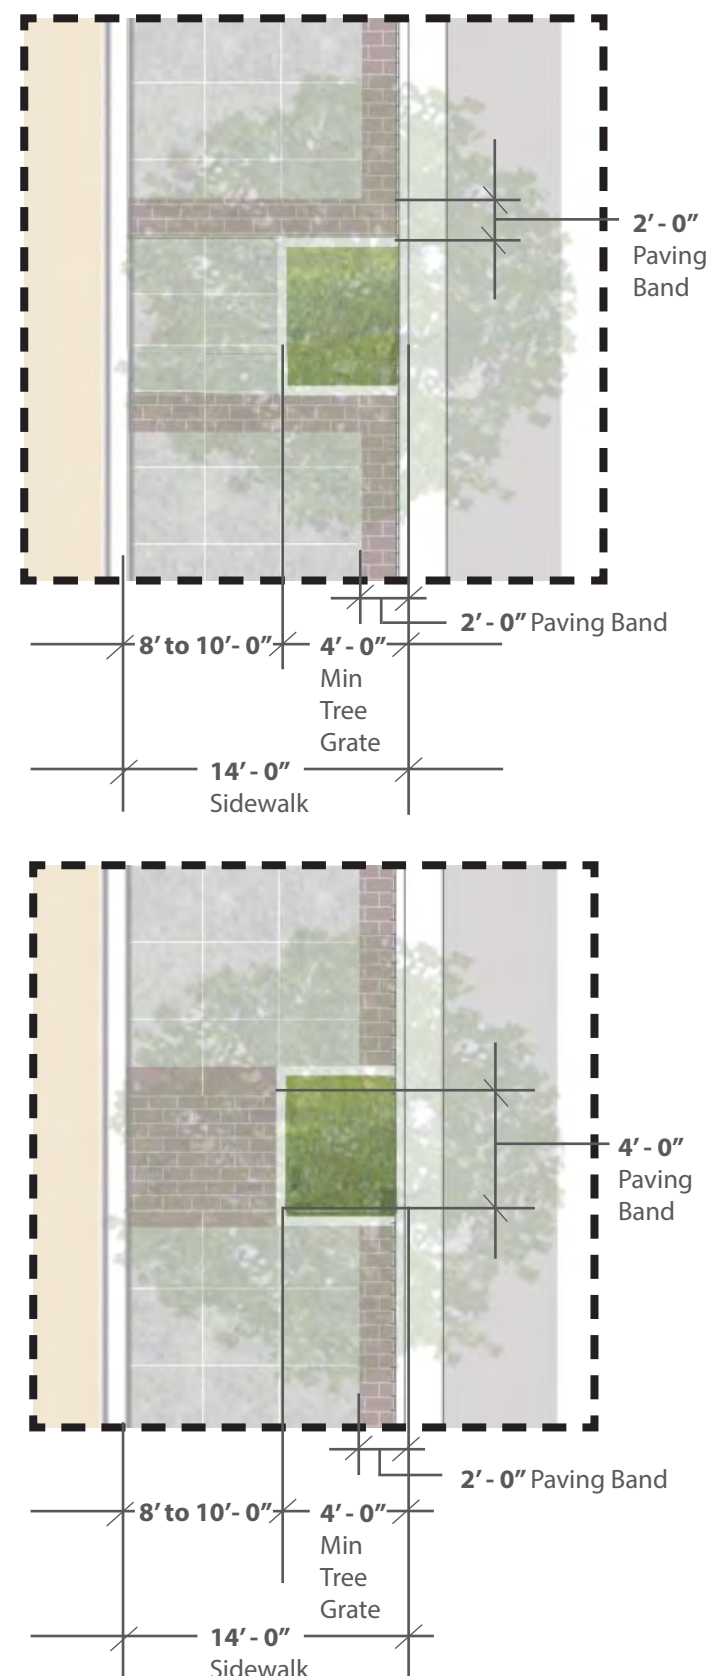 2' - 0"
Paving
Band
2' - 0" Paving Band
8' to 10'- 0" 4' - 0"
Min
Tree
Grate
14' - 0"
Sidewalk
4' - 0"
Paving
Band
2' - 0" Paving Band
8' to 10'- 0" 4' - 0"
Min
Tree
Grate
14' - 0"
Sidewalk